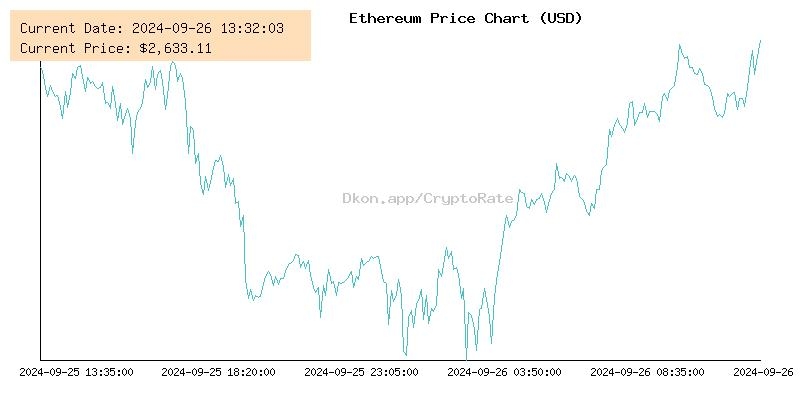 Ethereum Price Chart (USD)
Current Date: 2024-09-26 13:32:03
Current Price: $2,633.11
Dkon.app/CryptoRate
2024-09-25 13:35:00
2024-09-25 18:20:00
2024-09-25 23:05:00
2024-09-26 03:50:00
2024-09-26 08:35:00
2024-09-26